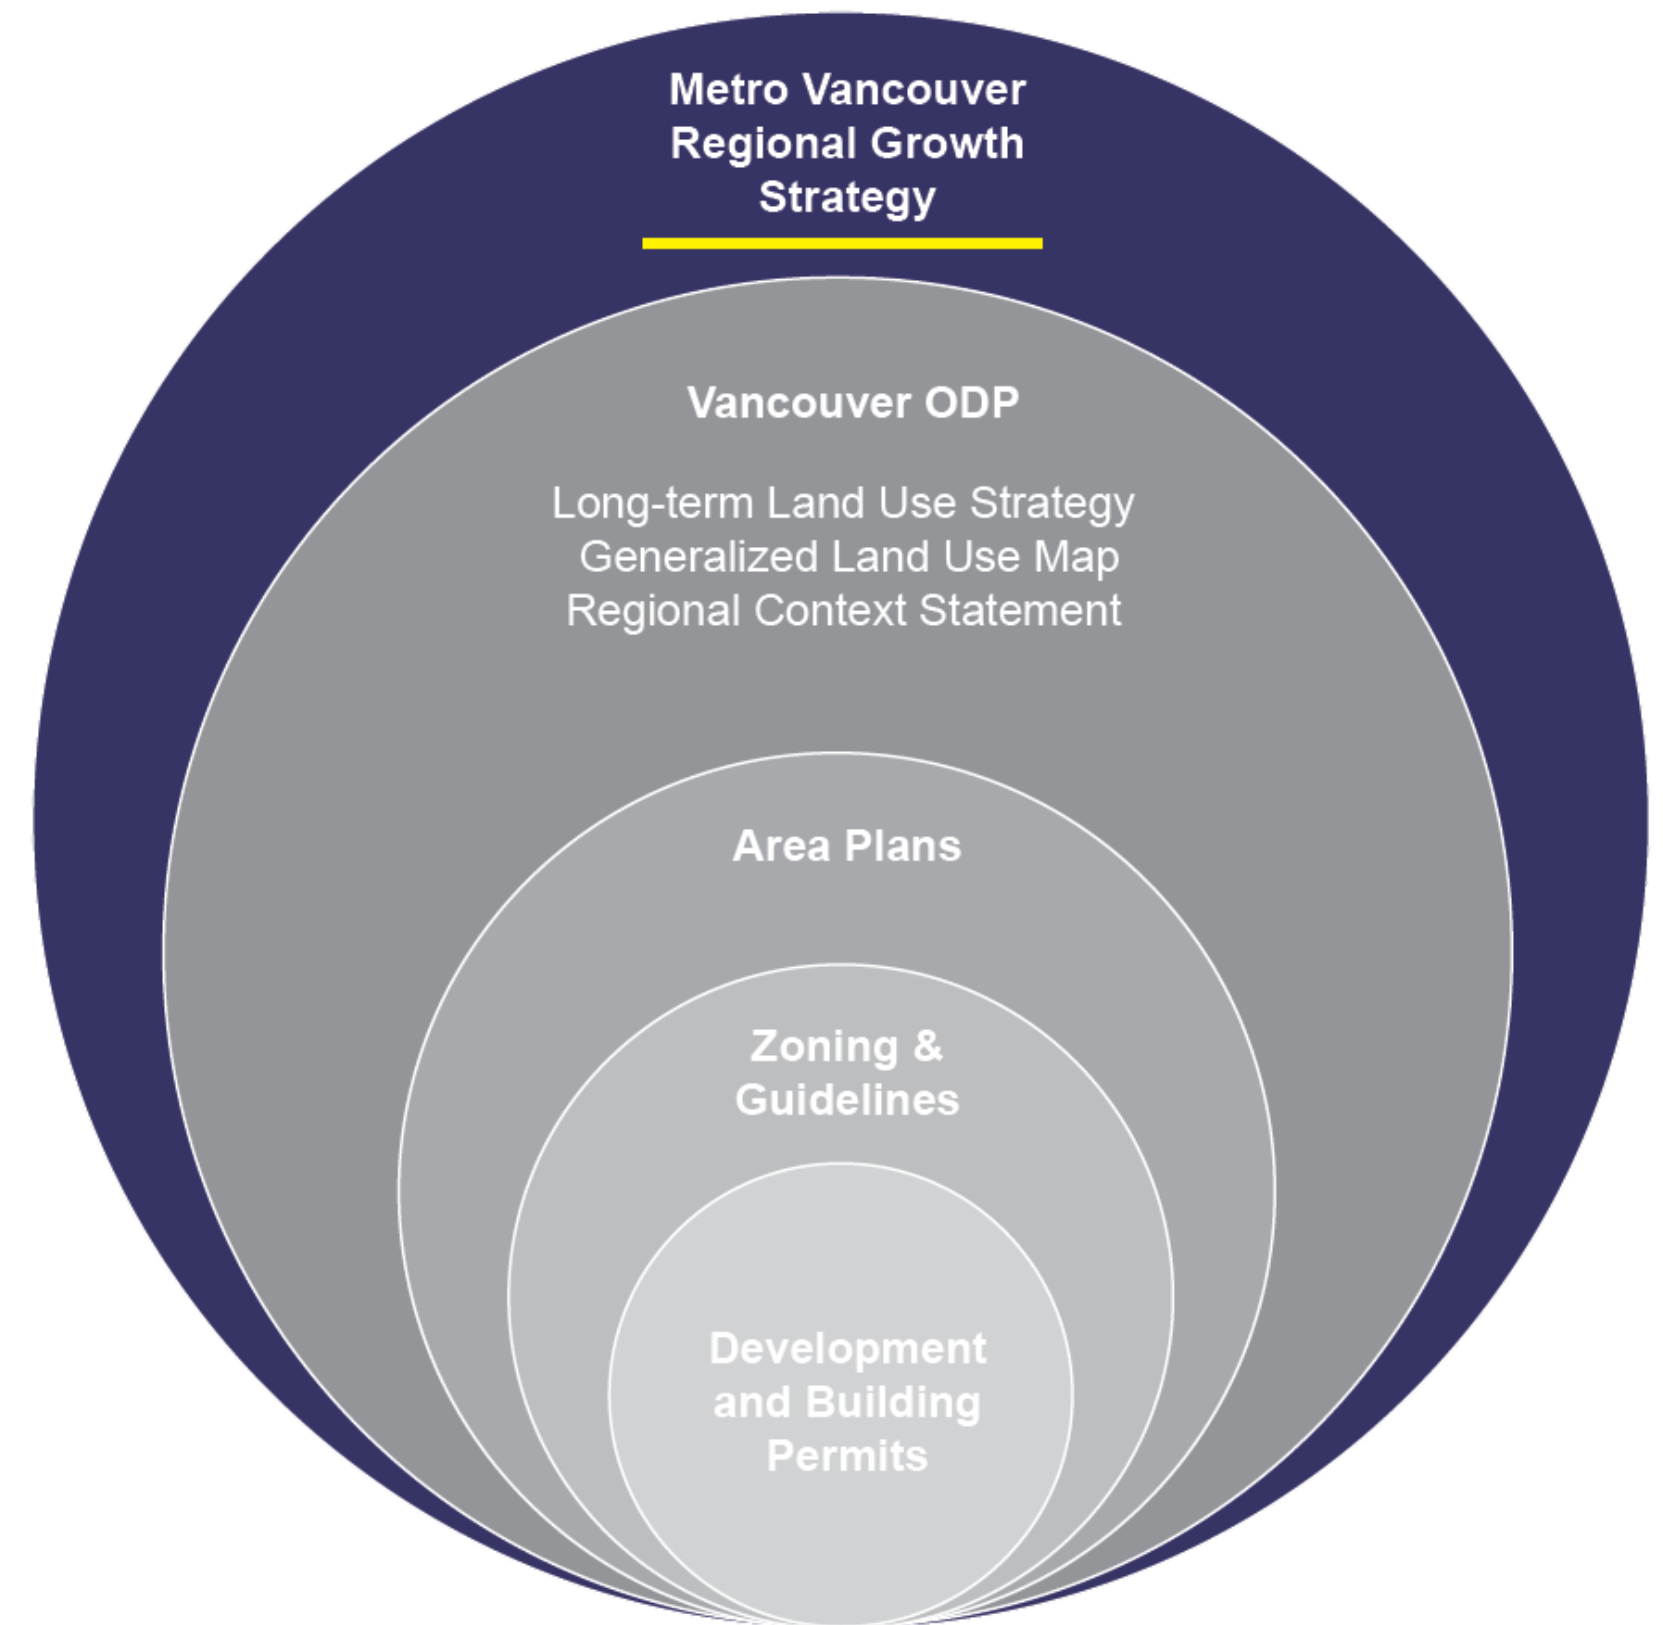 Metro Vancouver
Regional Growth
Strategy
Vancouver ODP
Long-term Land Use Strategy
Generalized Land Use Map
Regional Context Statement
Area Plans
Zoning &
Guidelines
Development
and Building
Permits